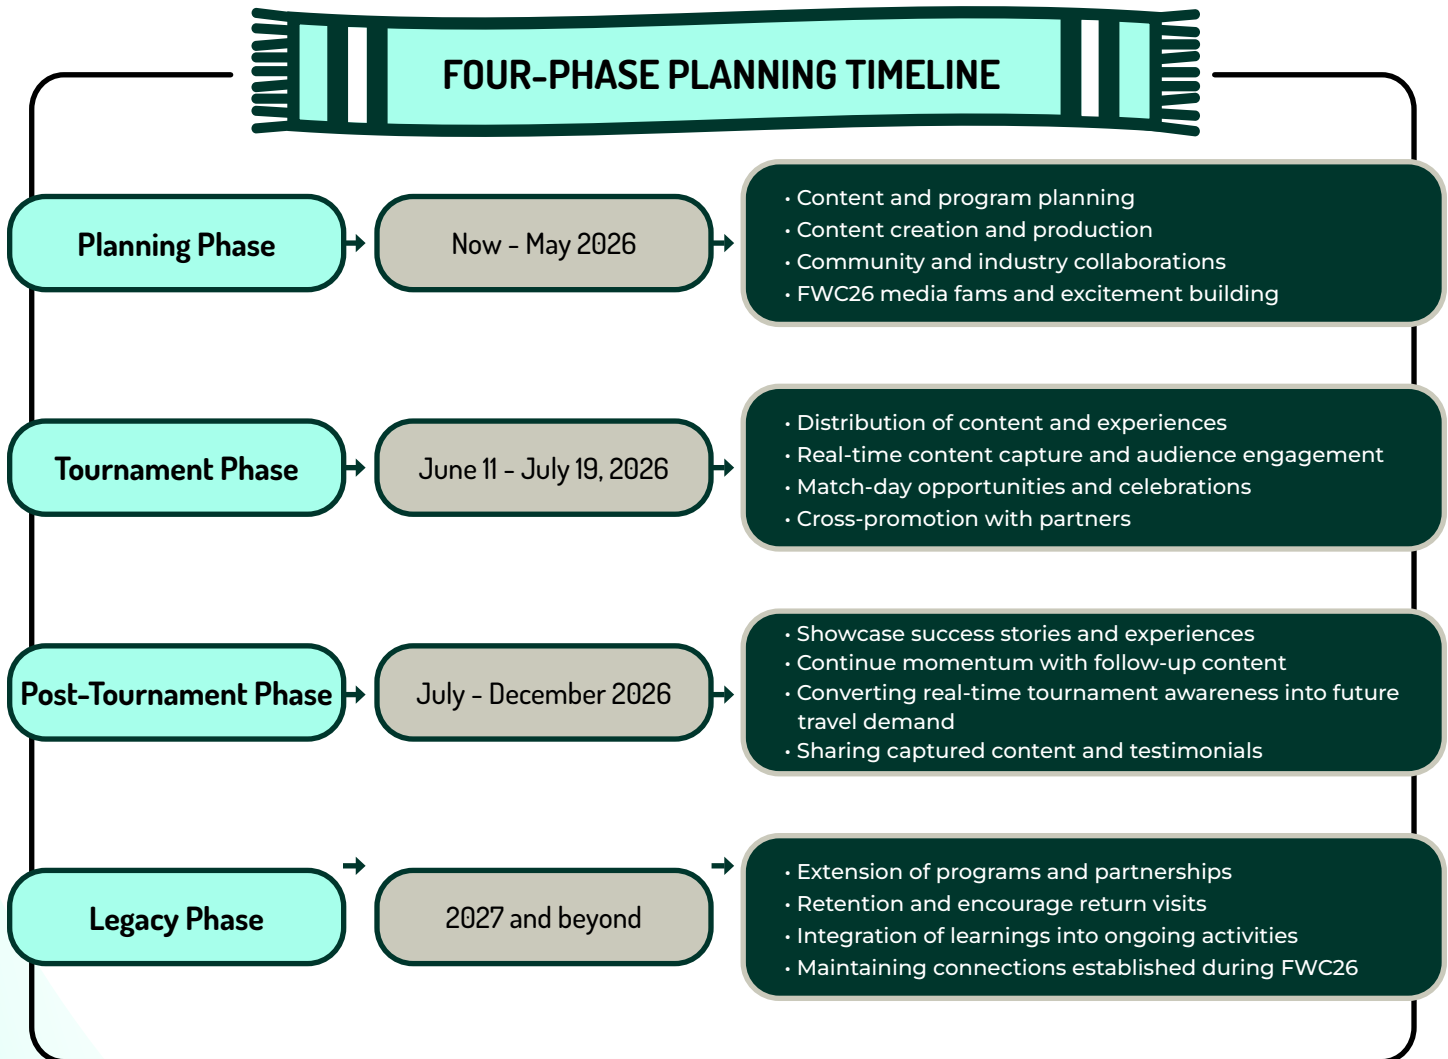 FOUR-PHASE PLANNING TIMELINE
Planning Phase
Now - May 2026
• Content and program planning
• Content creation and production
• Community and industry collaborations
• FWC26 media fams and excitement building
Tournament Phase
June 11 - July 19, 2026
• Distribution of content and experiences
• Real-time content capture and audience engagement
• Match-day opportunities and celebrations
• Cross-promotion with partners
Post-Tournament Phase
July - December 2026
• Showcase success stories and experiences
• Continue momentum with follow-up content
• Converting real-time tournament awareness into future
travel demand
• Sharing captured content and testimonials
Legacy Phase
2027 and beyond
• Extension of programs and partnerships
• Retention and encourage return visits
• Integration of learnings into ongoing activities
• Maintaining connections established during FWC26